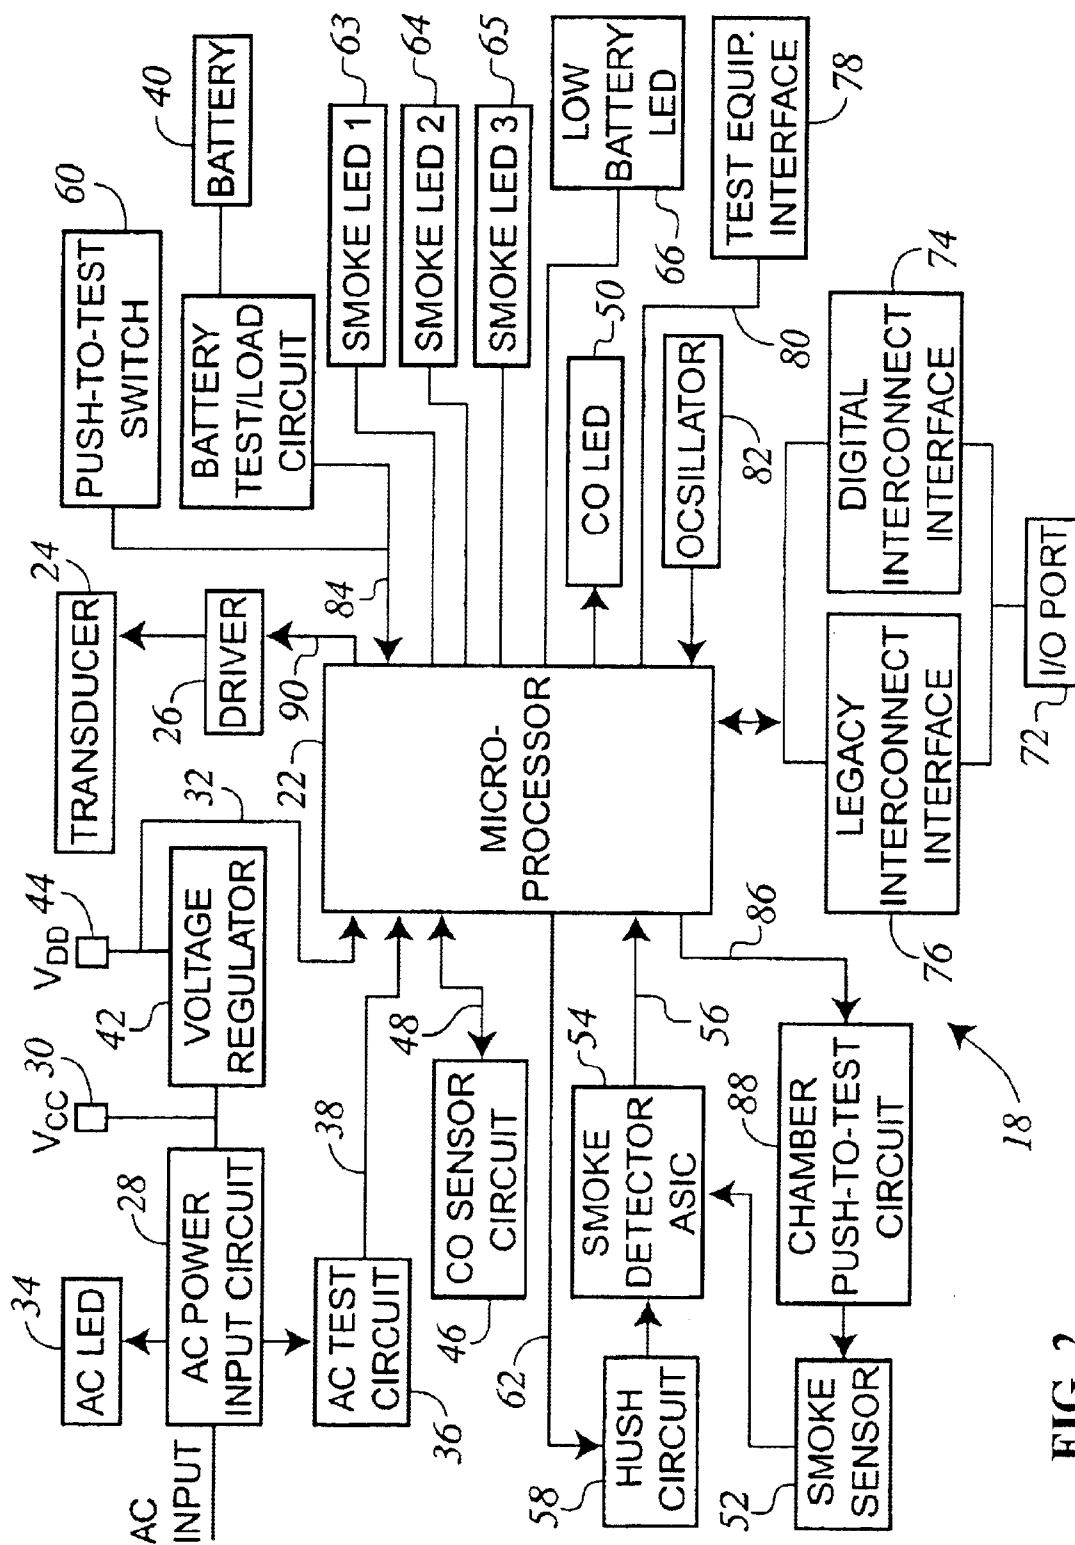 AC
INPUT
34
AC LED
28
AC POWER
INPUT CIRCUIT
VCC
30
VDD
44
42
VOLTAGE
REGULATOR
32
24
TRANSDUCER
26
DRIVER
90
60
PUSH-TO-TEST
SWITCH
40
BATTERY
BATTERY
TEST/LOAD
CIRCUIT
84
36
AC TEST
CIRCUIT
38
22
MICRO-
PROCESSOR
SMOKE LED 1
63
SMOKE LED 2
64
SMOKE LED 3
65
46
CO SENSOR
CIRCUIT
48
LOW
BATTERY
LED
66
62
58
HUSH
CIRCUIT
54
SMOKE
DETECTOR
ASIC
56
CO LED
50
TEST EQUIP.
INTERFACE
78
80
OCSILLATOR
82
52
SMOKE
SENSOR
88
CHAMBER
PUSH-TO-TEST
CIRCUIT
86
76
LEGACY
INTERCONNECT
INTERFACE
DIGITAL
INTERCONNECT
INTERFACE
74
18
72
I/O PORT
FIG. 2